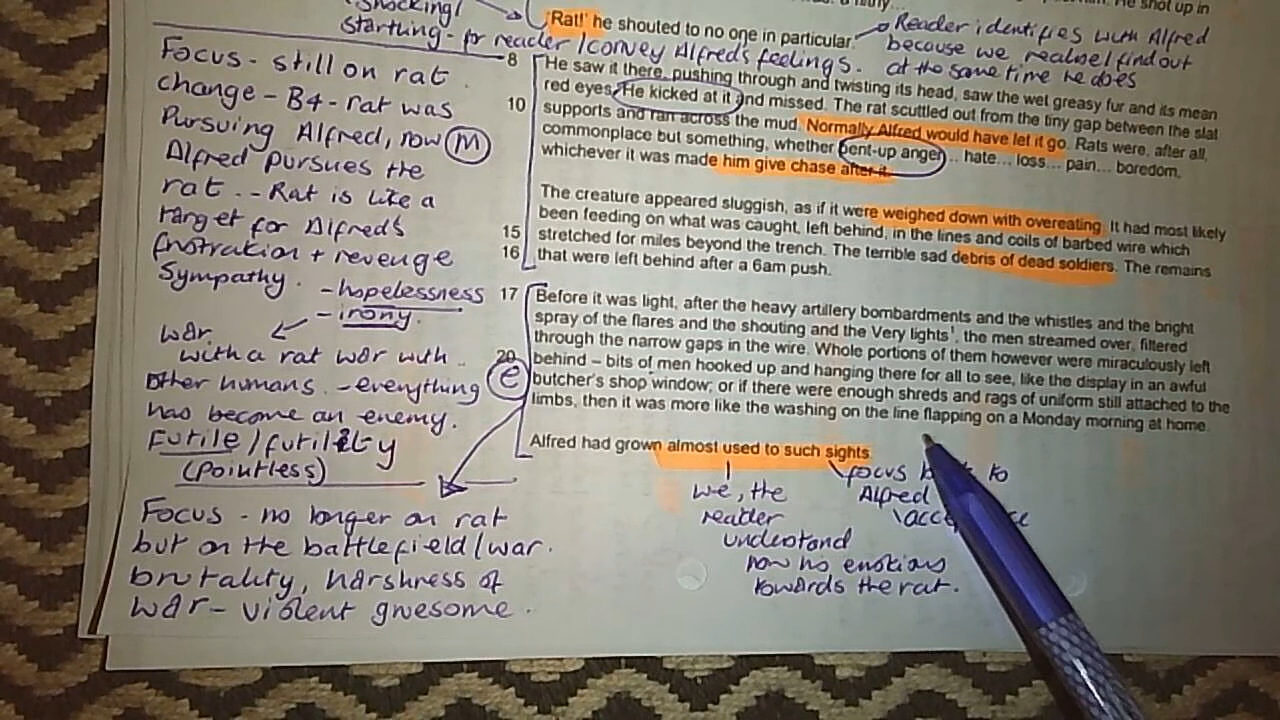 He shot up in
(Shocking/
startling - for reader / convey Alfred's feelings.
'Rat!' he shouted to no one in particular.
Reader identifies with Alfred
because we realise/find out
at the same time he does
8
He saw it there, pushing through and twisting its head, saw the wet greasy fur and its mean
red eyes. He kicked at it and missed. The rat scuttled out from the tiny gap between the slat
10
supports and ran across the mud. Normally Alfred would have let it go. Rats were, after all,
commonplace but something, whether pent-up anger... hate... loss... pain... boredom,
whichever it was made him give chase after it.
The creature appeared sluggish, as if it were weighed down with overeating. It had most likely
15
been feeding on what was caught, left behind, in the lines and coils of barbed wire which
16
stretched for miles beyond the trench. The terrible sad debris of dead soldiers. The remains
that were left behind after a 6am push.
17
Before it was light, after the heavy artillery bombardments and the whistles and the bright
spray of the flares and the shouting and the Very lights¹, the men streamed over, filtered
through the narrow gaps in the wire. Whole portions of them however were miraculously left
20
behind – bits of men hooked up and hanging there for all to see, like the display in an awful
butcher's shop window; or if there were enough shreds and rags of uniform still attached to the
limbs, then it was more like the washing on the line flapping on a Monday morning at home.
Alfred had grown almost used to such sights.
Focus - still on rat
change - B4 - rat was
Pursuing Alfred, now M
Alfred pursues the
rat. - Rat is like a
target for Alfred's
frustration + revenge
Sympathy. - hopelessness
- irony.
war.
with a rat war with
other humans. - everything e
has become an enemy.
Futile/futility
(pointless)
Focus - no longer on rat
but on the battlefield/war.
brutality, harshness of
war - violent gruesome.
we, the
reader
understand
now no emotions
towards the rat.
focus to
Alfred